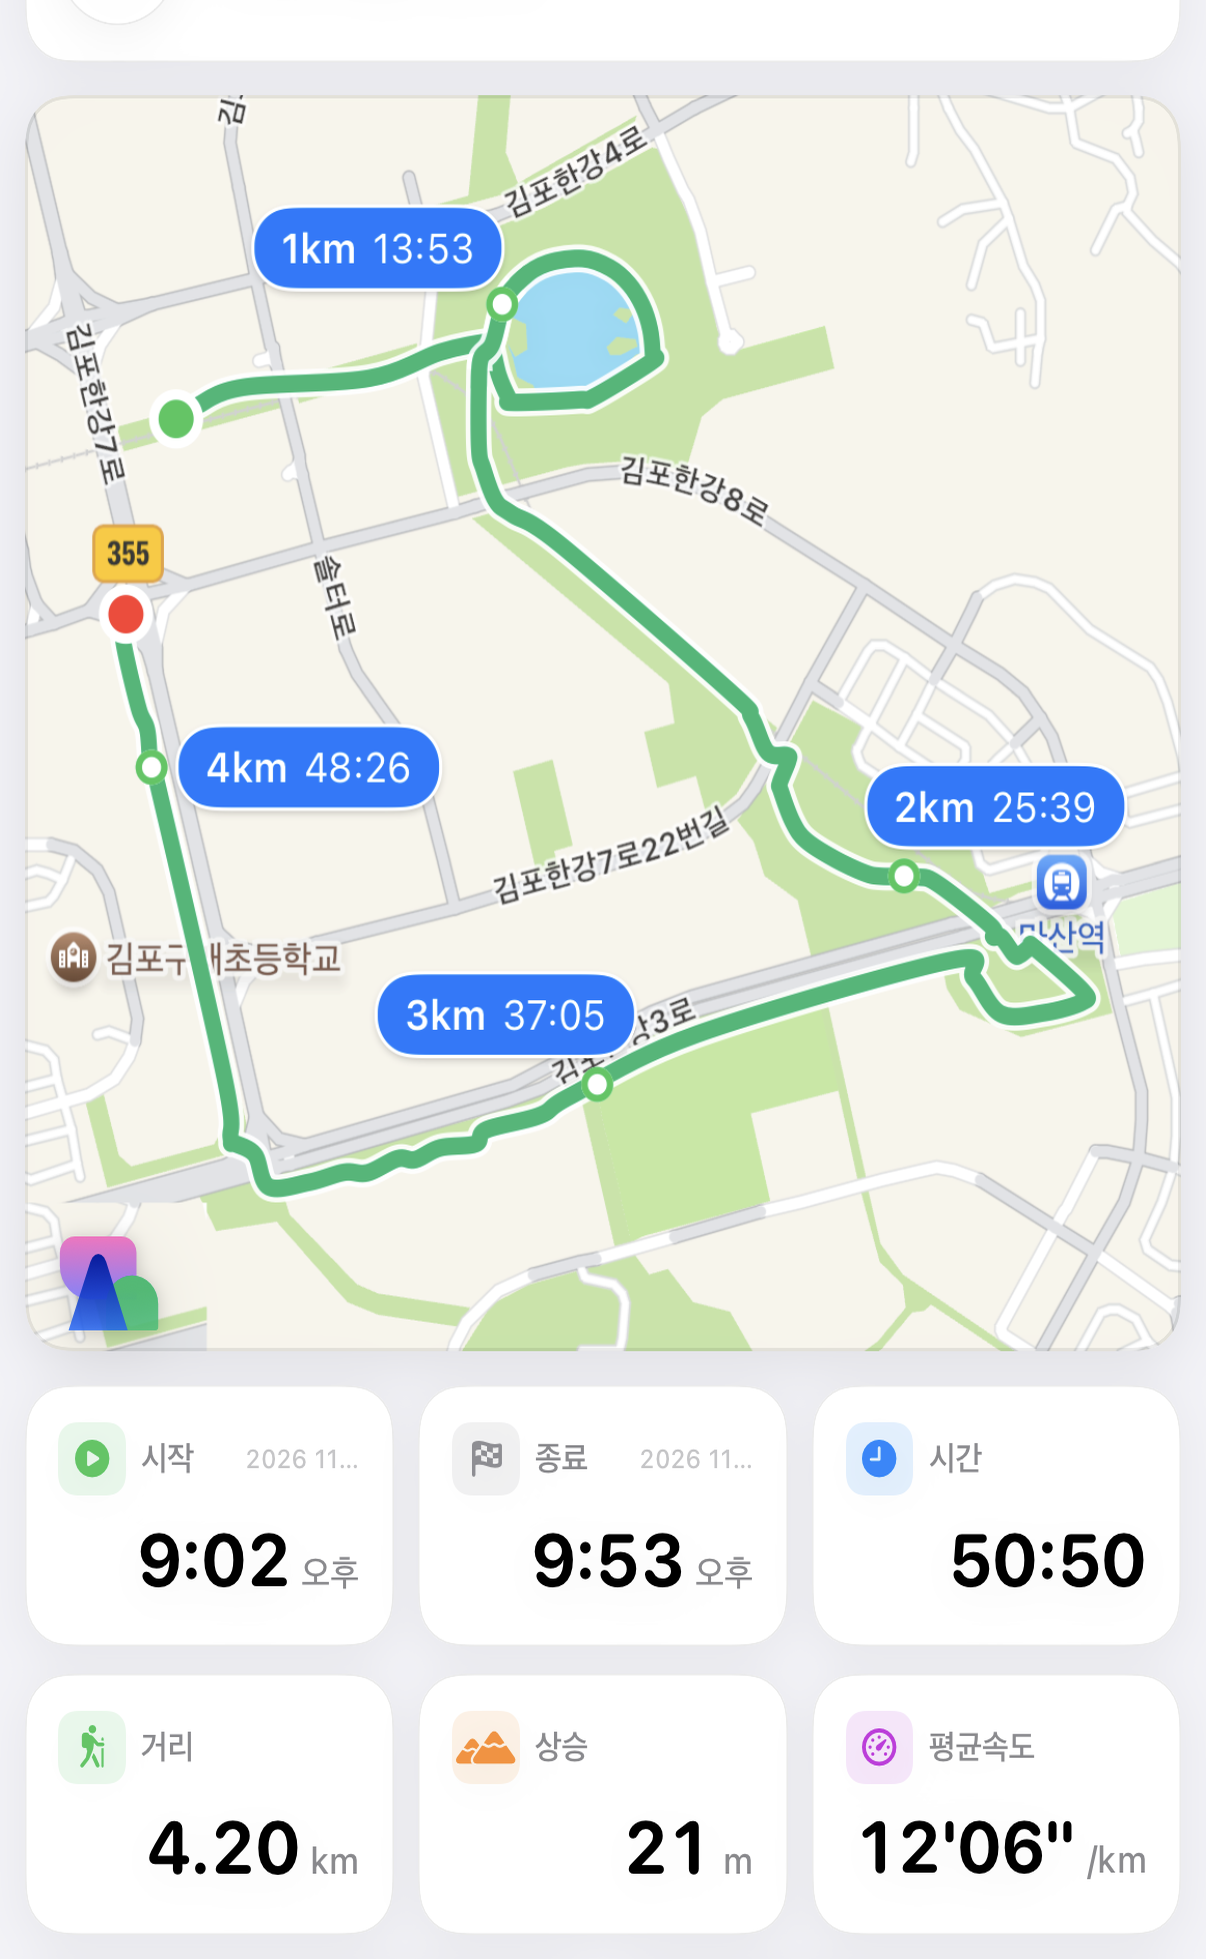 김포한강4로
1km 13:53
김포한강7로
김포한강8로
355
솔터로
4km 48:26
2km 25:39
김포한강7로22번길
3km 37:05
시작 2026 11...
9:02 오후
종료 2026 11...
9:53 오후
시간
50:50
거리
4.20 km
상승
21 m
평균속도
12'06" /km